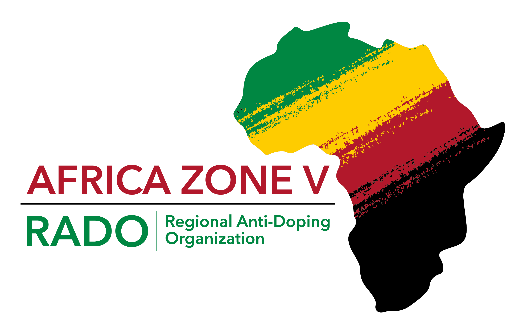 AFRICA ZONE V
RADO
Regional Anti-Doping
Organization